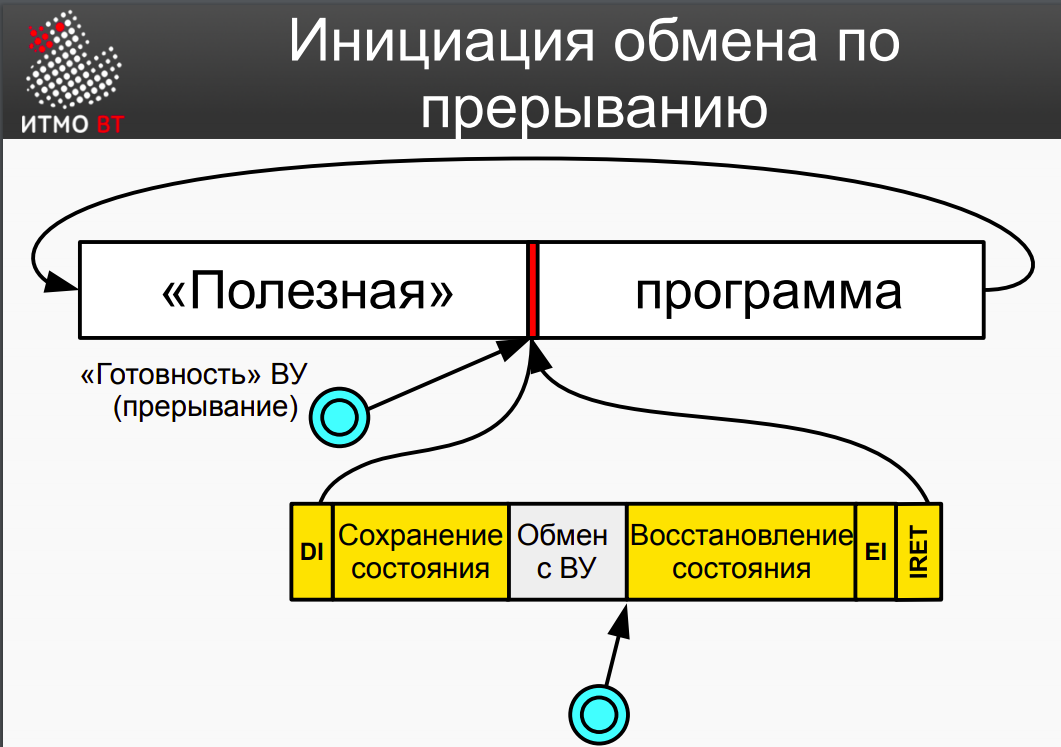 Инициация обмена по
прерыванию
ИТМО ВТ
«Полезная» программа
«Готовность» ВУ
(прерывание)
DI
Сохранение
состояния
Обмен
с ВУ
Восстановление
состояния
EI
IRET